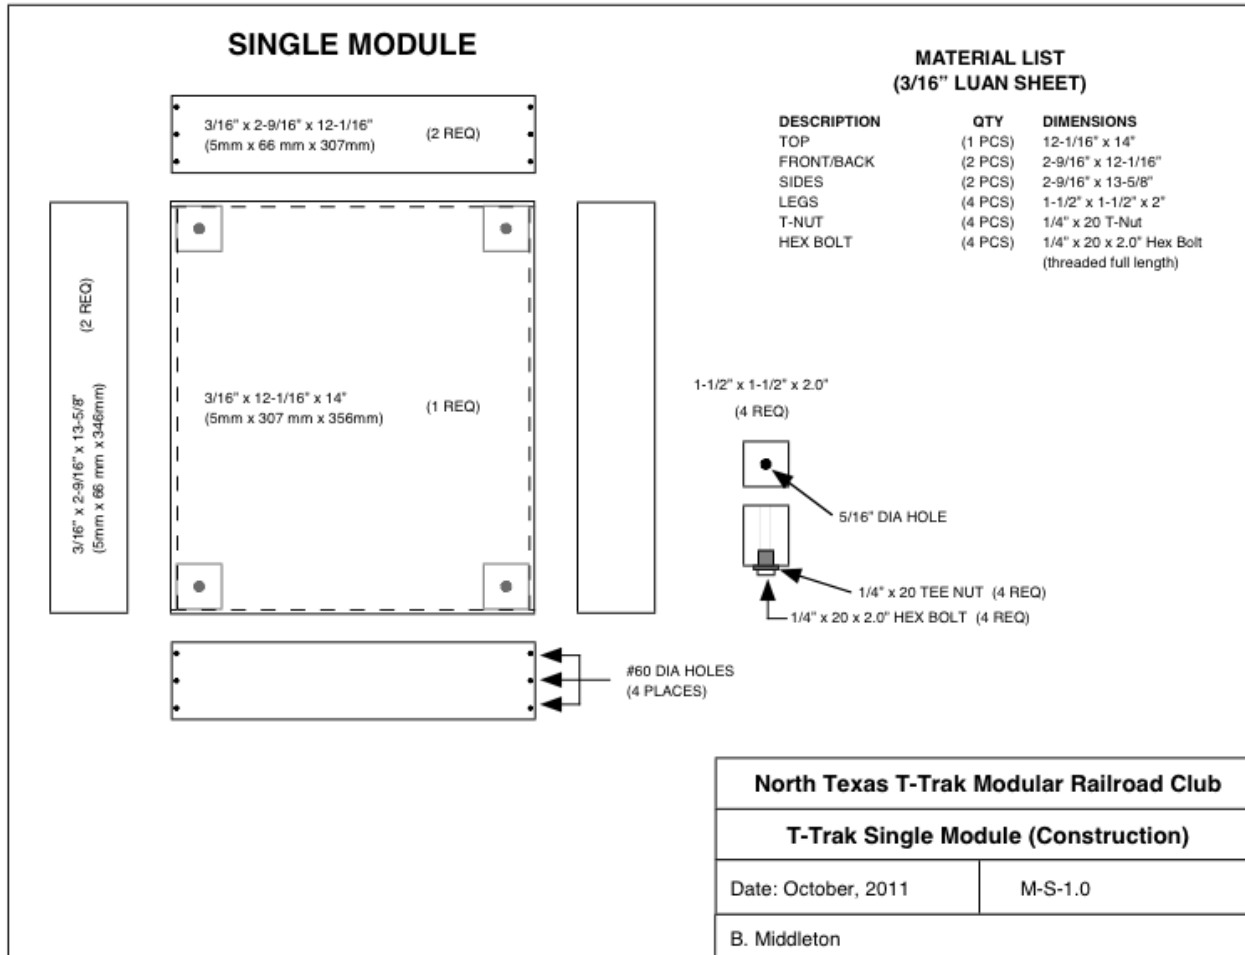 SINGLE MODULE
3/16" x 2-9/16" x 12-1/16" (2 REQ)
(5mm x 66 mm x 307mm)
3/16" x 2-9/16" x 13-5/8" (2 REQ)
(5mm x 66 mm x 346mm)
3/16" x 12-1/16" x 14" (1 REQ)
(5mm x 307 mm x 356mm)
#60 DIA HOLES
(4 PLACES)
MATERIAL LIST
(3/16” LUAN SHEET)
DESCRIPTION QTY DIMENSIONS
TOP (1 PCS) 12-1/16" x 14"
FRONT/BACK (2 PCS) 2-9/16" x 12-1/16"
SIDES (2 PCS) 2-9/16" x 13-5/8"
LEGS (4 PCS) 1-1/2" x 1-1/2" x 2"
T-NUT (4 PCS) 1/4" x 20 T-Nut
HEX BOLT (4 PCS) 1/4" x 20 x 2.0" Hex Bolt
(threaded full length)
1-1/2" x 1-1/2" x 2.0"
(4 REQ)
5/16" DIA HOLE
1/4" x 20 TEE NUT (4 REQ)
1/4" x 20 x 2.0" HEX BOLT (4 REQ)
North Texas T-Trak Modular Railroad Club
T-Trak Single Module (Construction)
Date: October, 2011 M-S-1.0
B. Middleton